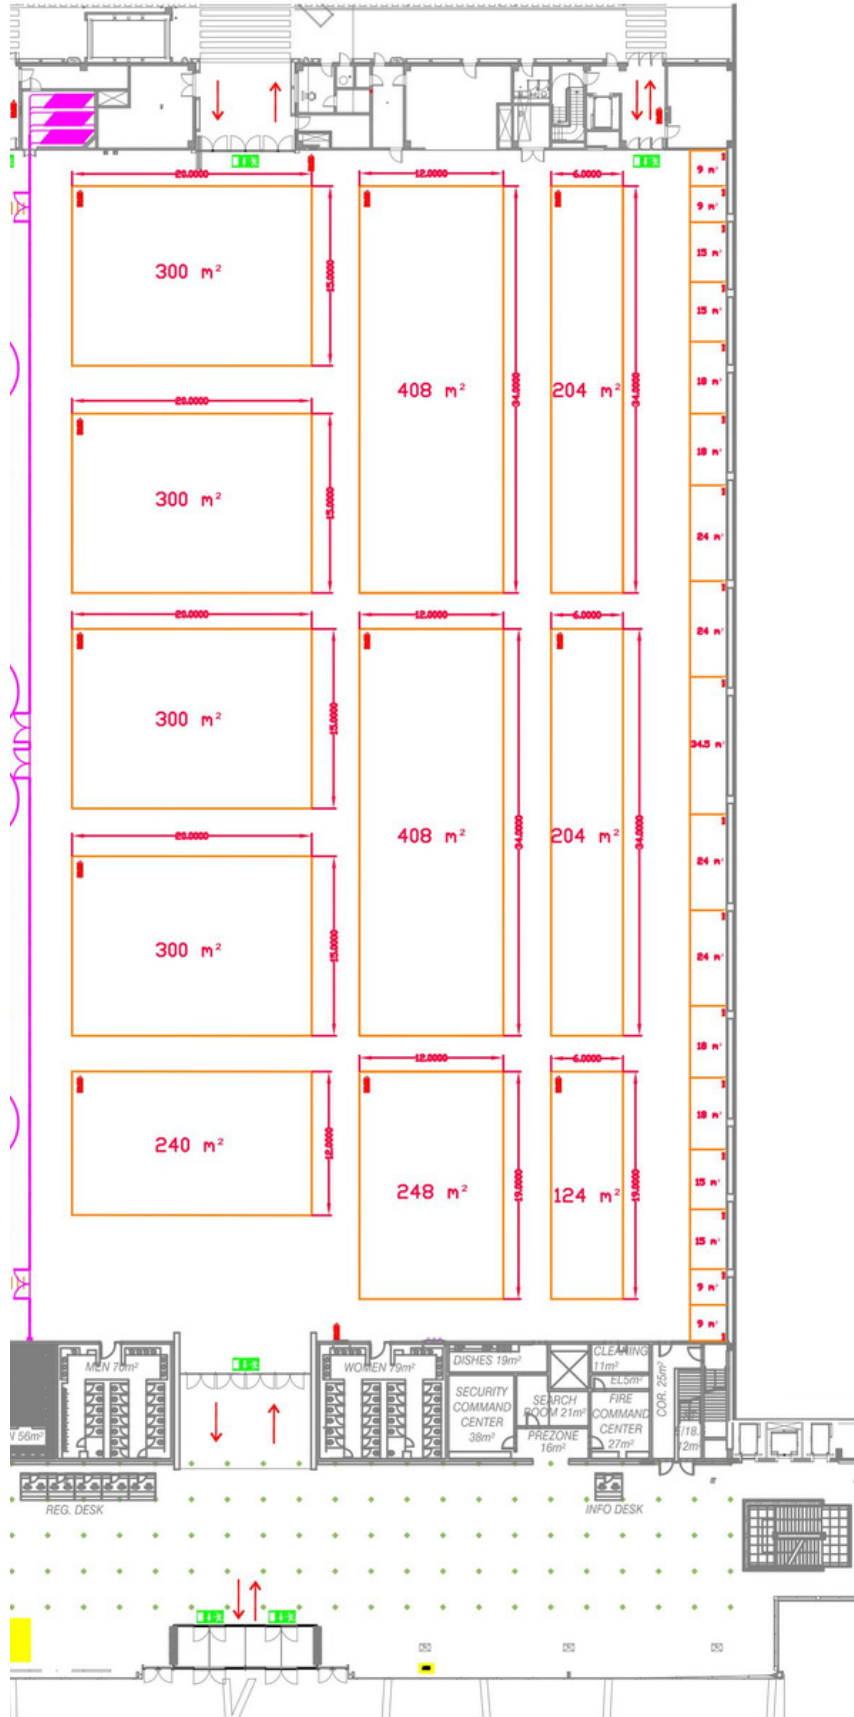 20.0000
12.0000
6.0000
9 m²
9 m²
15 m²
15 m²
18 m²
18 m²
24 m²
24 m²
34.5 m²
24 m²
24 m²
18 m²
18 m²
15 m²
15 m²
9 m²
9 m²
300 m²
15.0000
408 m²
34.0000
204 m²
34.0000
20.0000
300 m²
15.0000
20.0000
12.0000
6.0000
300 m²
15.0000
408 m²
34.0000
204 m²
34.0000
20.0000
300 m²
15.0000
12.0000
6.0000
240 m²
12.0000
248 m²
19.0000
124 m²
19.0000
MEN 70m²
WOMEN 79m²
DISHES 19m²
CLEANING
11m²
EL5m²
COR. 25m²
SECURITY
COMMAND
CENTER
38m²
SEARCH
ROOM 21m²
PREZONE
16m²
FIRE
COMMAND
CENTER
27m²
N 56m²
E/18.
12m²
REG. DESK
INFO DESK